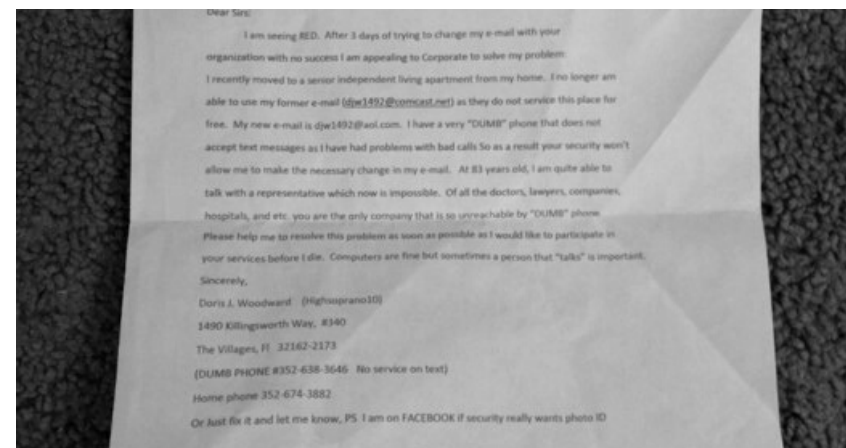 Dear Sirs:
I am seeing RED. After 3 days of trying to change my e-mail with your
organization with no success I am appealing to Corporate to solve my problem
I recently moved to a senior independent living apartment from my home. I no longer am
able to use my former e-mail (djw1492@comcast.net) as they do not service this place for
free. My new e-mail is djw1492@aol.com. I have a very "DUMB" phone that does not
accept text messages as I have had problems with bad calls So as a result your security won't
allow me to make the necessary change in my e-mail. At 83 years old, I am quite able to
talk with a representative which now is impossible. Of all the doctors, lawyers, companies,
hospitals, and etc. you are the only company that is so unreachable by "DUMB" phone
Please help me to resolve this problem as soon as possible as I would like to participate in
your services before I die. Computers are fine but sometimes a person that "talks" is important.
Sincerely,
Doris J. Woodward (Highsuprano10)
1490 Killingsworth Way, #340
The Villages, Fl 32162-2173
(DUMB PHONE #352-638-3646 No service on text)
Home phone 352-674-3882
Or Just fix it and let me know, PS I am on FACEBOOK if security really wants photo ID